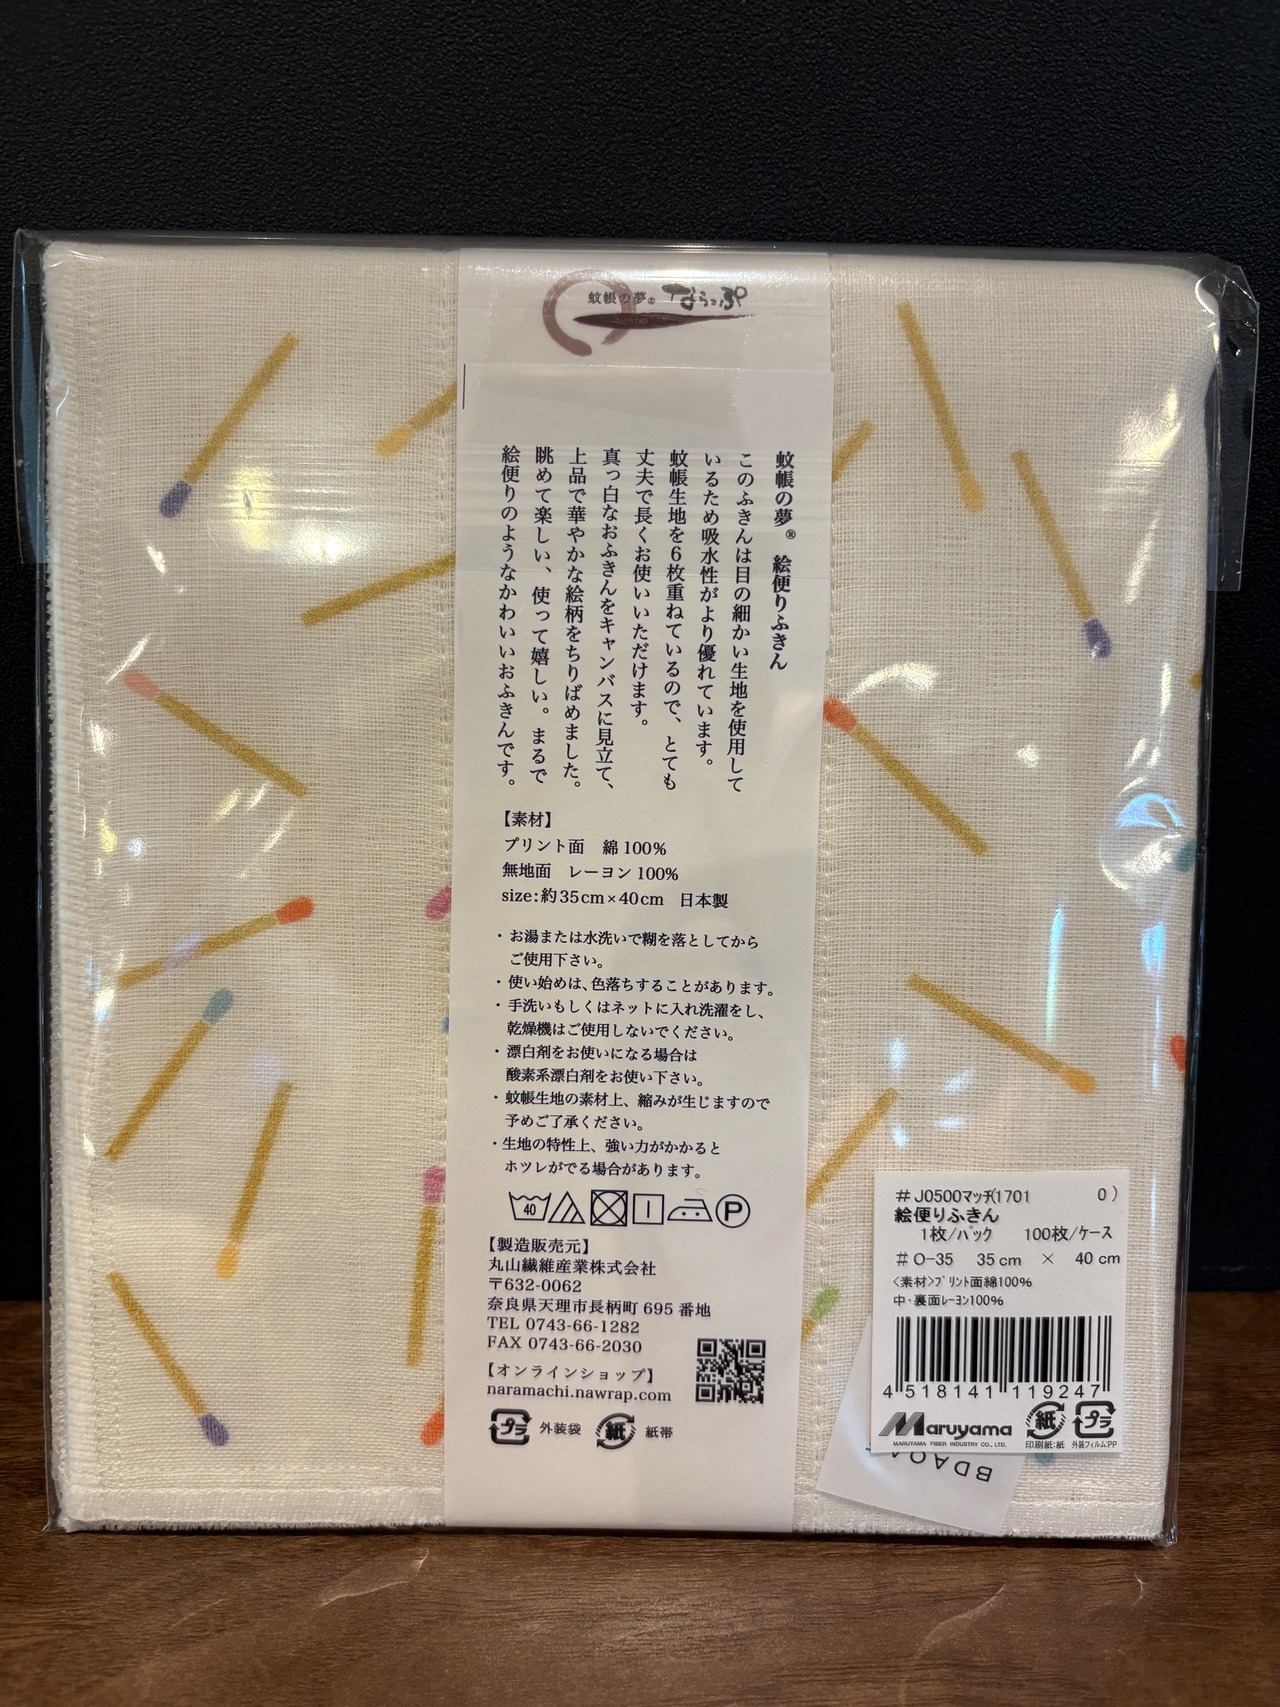 蚊帳の夢® ならっぷ
蚊帳の夢® 絵便りふきん
このふきんは目の細かい生地を使用して
いるため吸水性がより優れています。
蚊帳生地を6枚重ねているので、とても
丈夫で長くお使いいただけます。
真っ白なおふきんをキャンバスに見立て、
上品で華やかな絵柄をちりばめました。
眺めて楽しい、使って嬉しい。まるで
絵便りのようなかわいいおふきんです。
【素材】
プリント面 綿100%
無地面 レーヨン100%
size:約35cm×40cm 日本製
・お湯または水洗いで糊を落としてから
ご使用下さい。
・使い始めは、色落ちすることがあります。
・手洗いもしくはネットに入れ洗濯をし、
乾燥機はご使用しないでください。
・漂白剤をお使いになる場合は
酸素系漂白剤をお使い下さい。
・蚊帳生地の素材上、縮みが生じますので
予めご了承ください。
・生地の特性上、強い力がかかると
ホツレがでる場合があります。
40 P
【製造販売元】
丸山繊維産業株式会社
〒632-0062
奈良県天理市長柄町695番地
TEL 0743-66-1282
FAX 0743-66-2030
【オンラインショップ】
naramachi.nawrap.com
プラ 外装袋 紙 紙帯
#J0500マッチ(1701 0)
絵便りふきん
1枚/パック 100枚/ケース
#O-35 35cm × 40cm
<素材>プリント面綿100%
中・裏面レーヨン100%
4 518141 119247
Maruyama
MARUYAMA FIBER INDUSTRY CO., LTD.
紙 プラ
印刷紙:紙 外装フィルム:PP